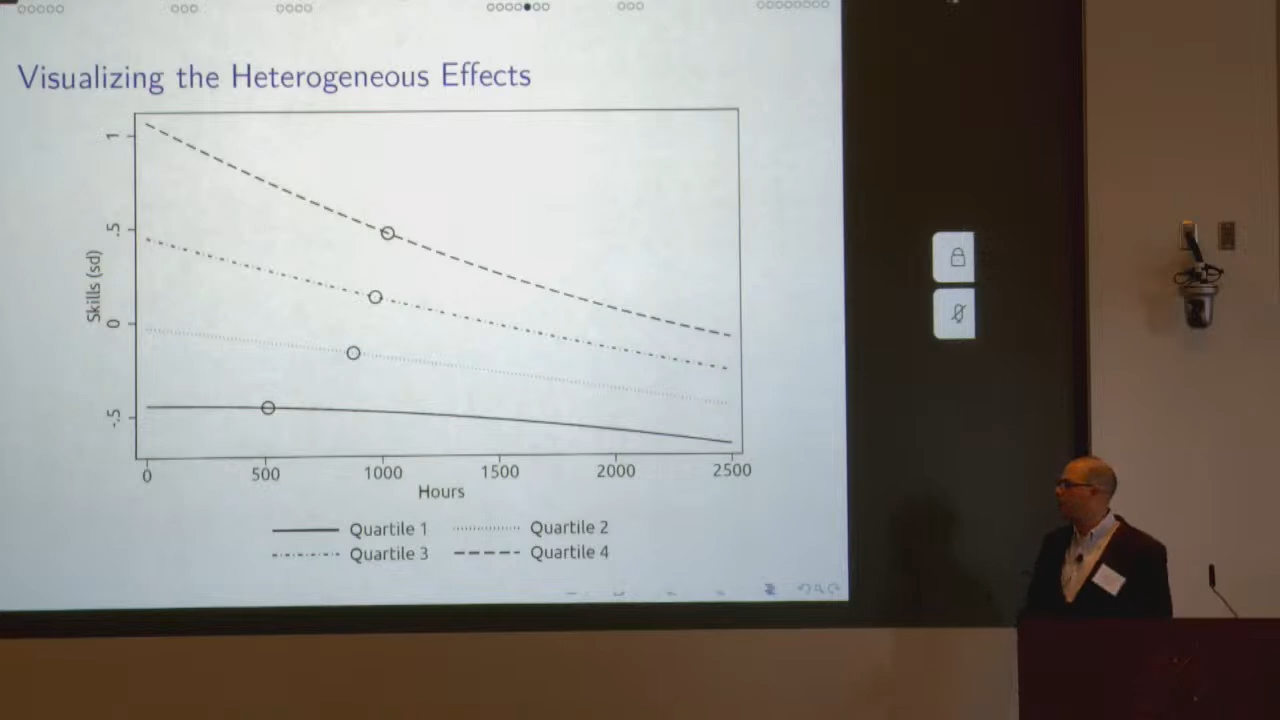 Visualizing the Heterogeneous Effects
1
.5
0
-.5
Skills (sd)
0 500 1000 1500 2000 2500
Hours
Quartile 1 Quartile 2
Quartile 3 Quartile 4